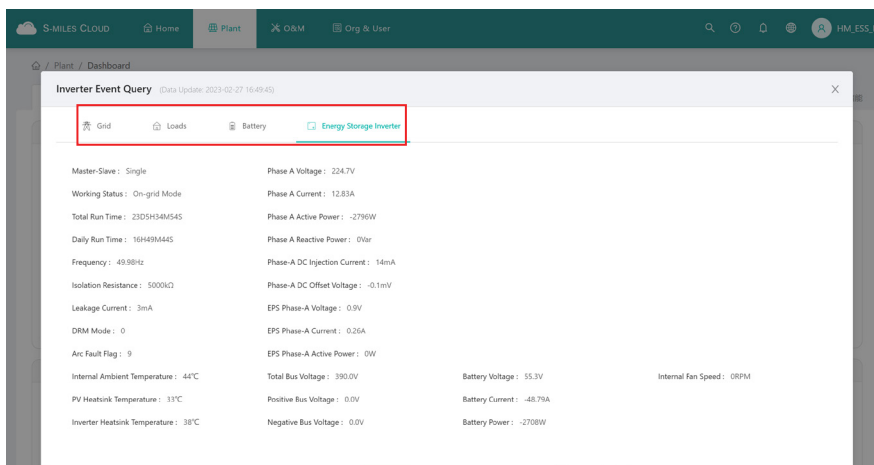 S-MILES CLOUD Home Plant O&M Org & User HM_ESS_
/ Plant / Dashboard
Inverter Event Query (Data Update: 2023-02-27 16:49:45) X
Grid Loads Battery Energy Storage Inverter
Master-Slave : Single Phase A Voltage : 224.7V
Working Status : On-grid Mode Phase A Current : 12.83A
Total Run Time : 23D5H34M54S Phase A Active Power : -2796W
Daily Run Time : 16H49M44S Phase A Reactive Power : 0Var
Frequency : 49.98Hz Phase-A DC Injection Current : 14mA
Isolation Resistance : 5000kΩ Phase-A DC Offset Voltage : -0.1mV
Leakage Current : 3mA EPS Phase-A Voltage : 0.9V
DRM Mode : 0 EPS Phase-A Current : 0.26A
Arc Fault Flag : 9 EPS Phase-A Active Power : 0W
Internal Ambient Temperature : 44℃ Total Bus Voltage : 390.0V Battery Voltage : 55.3V Internal Fan Speed : 0RPM
PV Heatsink Temperature : 33℃ Positive Bus Voltage : 0.0V Battery Current : -48.79A
Inverter Heatsink Temperature : 38℃ Negative Bus Voltage : 0.0V Battery Power : -2708W